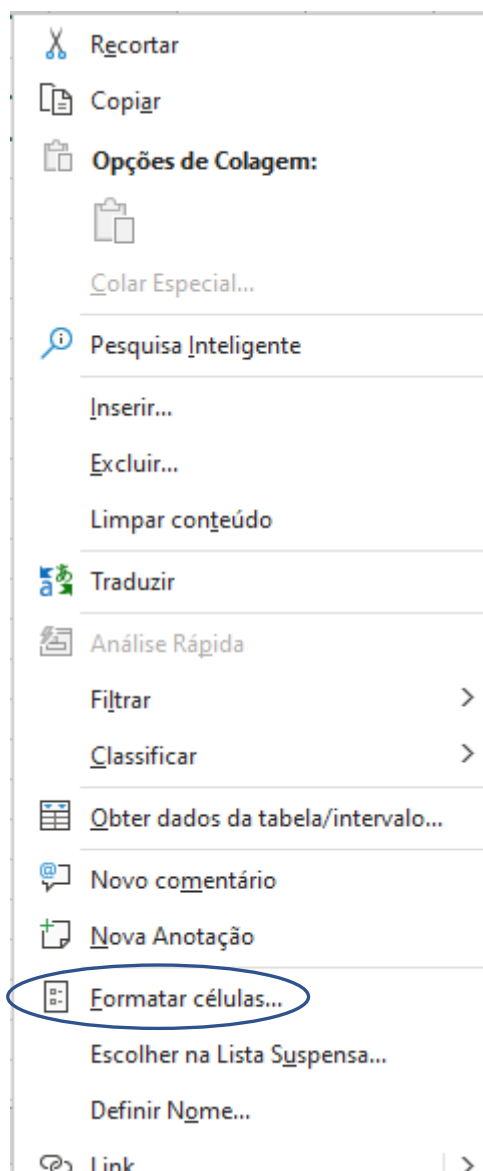 Recortar
Copiar
Opções de Colagem:
Colar Especial...
Pesquisa Inteligente
Inserir...
Excluir...
Limpar conteúdo
Traduzir
Análise Rápida
Filtrar
Classificar
Obter dados da tabela/intervalo...
Novo comentário
Nova Anotação
Formatar células...
Escolher na Lista Suspensa...
Definir Nome...
Link